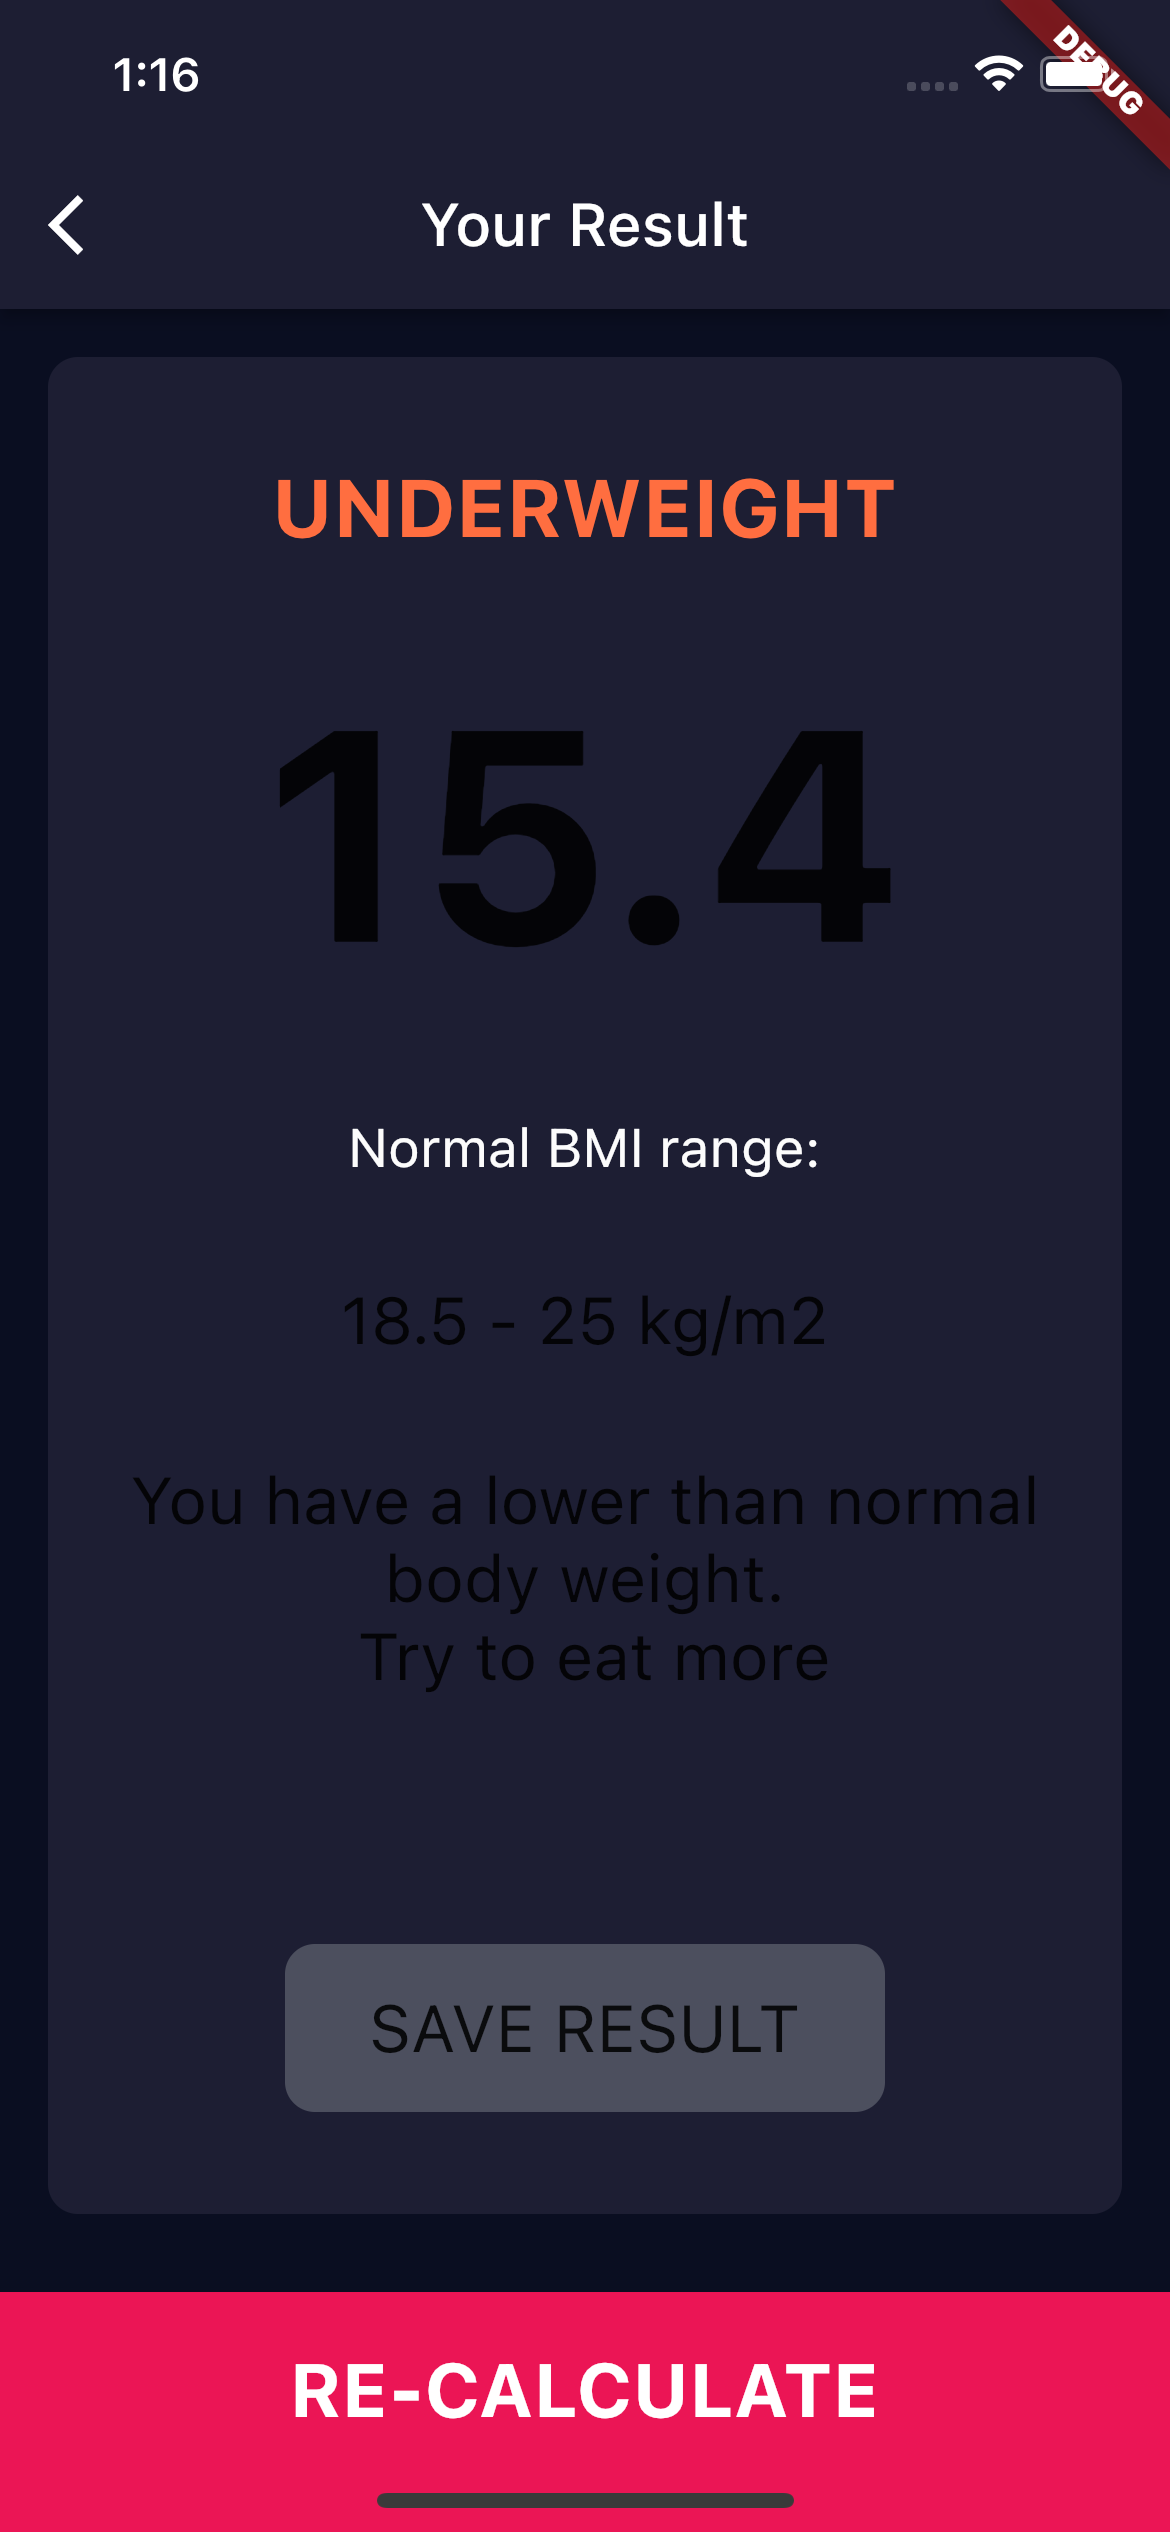 1:16
DEBUG
Your Result
UNDERWEIGHT
15.4
Normal BMI range:
18.5 - 25 kg/m2
You have a lower than normal
body weight.
Try to eat more
SAVE RESULT
RE-CALCULATE